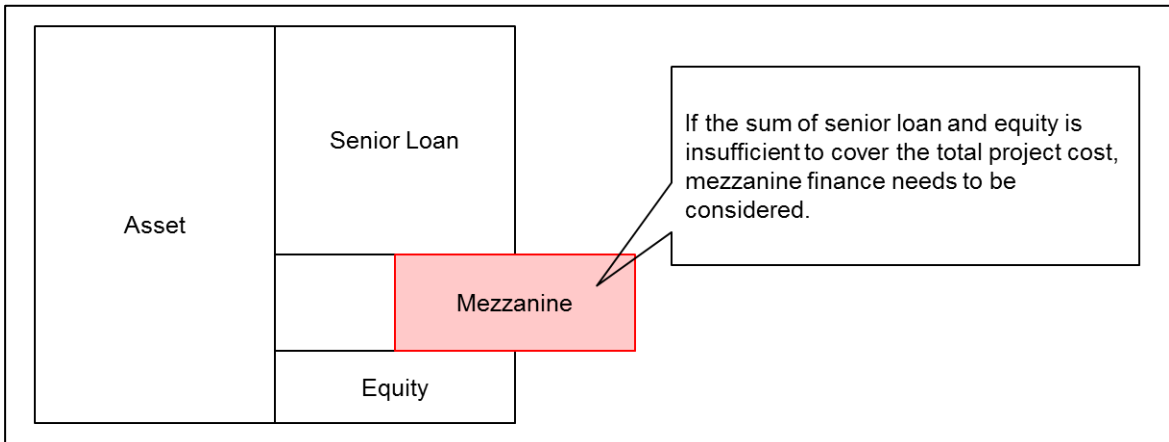 Asset
Senior Loan
Mezzanine
Equity
If the sum of senior loan and equity is
insufficient to cover the total project cost,
mezzanine finance needs to be
considered.